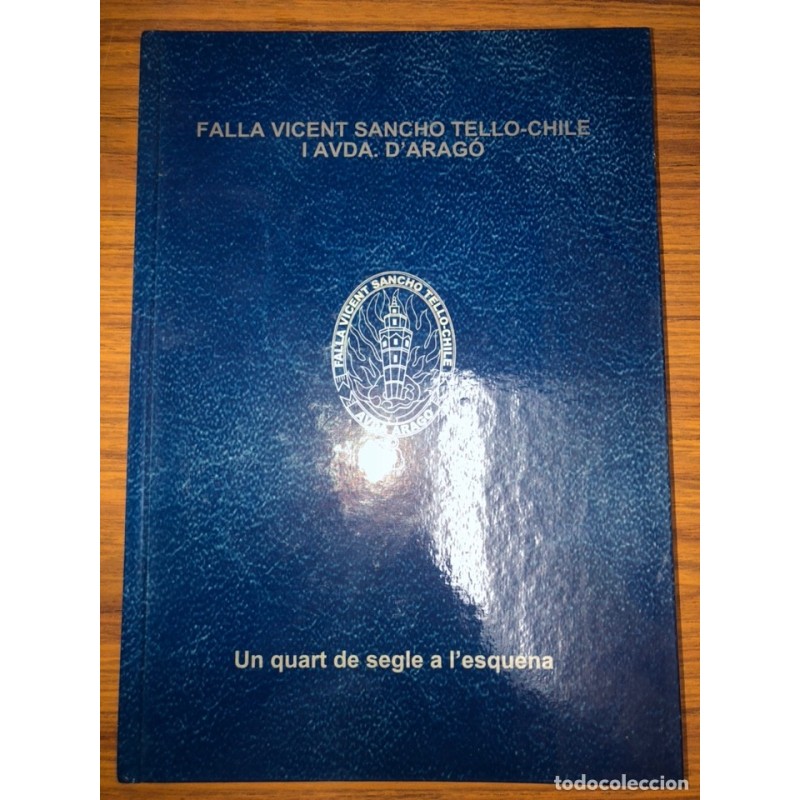 FALLA VICENT SANCHO TELLO-CHILE
I AVDA. D'ARAGÓ
FALLA VICENT SANCHO TELLO-CHILE
AVDA. ARAGO
Un quart de segle a l'esquena
todocoleccion